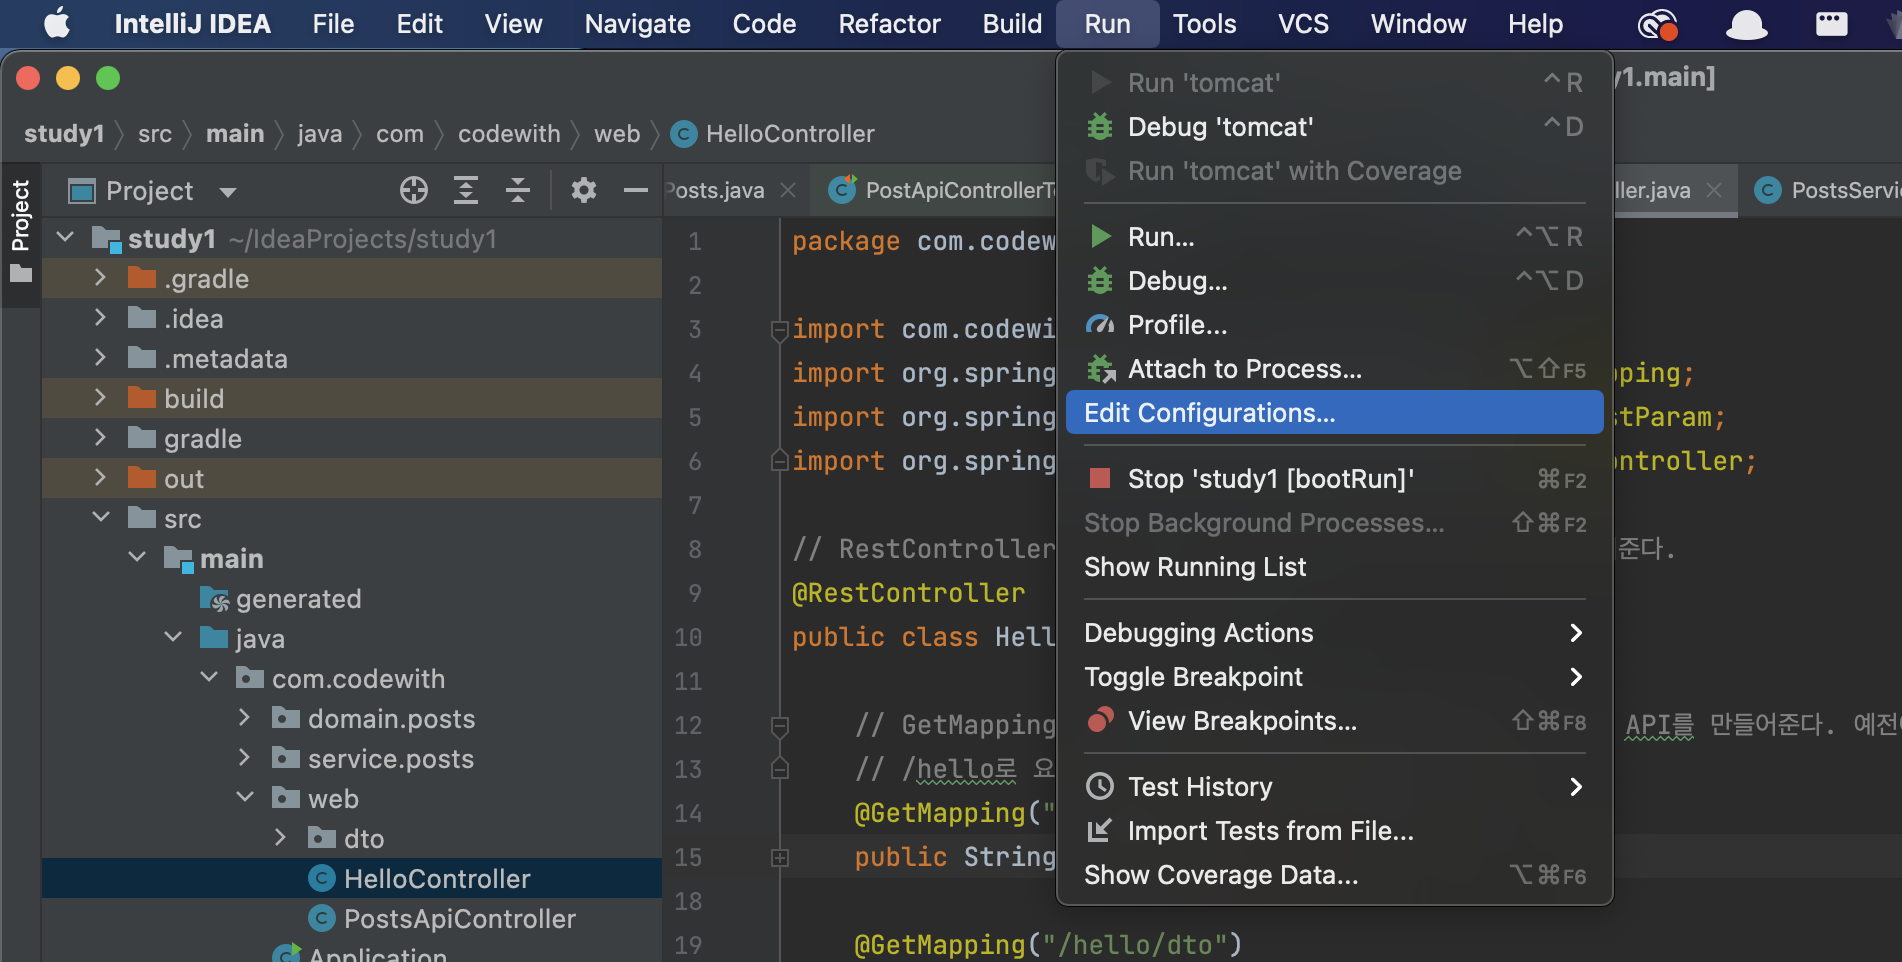 IntelliJ IDEA File Edit View Navigate Code Refactor Build Run Tools VCS Window Help
y1.main]
study1 src main java com codewith web HelloController
Project
Project
Posts.java PostApiControllerTe ller.java PostsServi
study1 ~/IdeaProjects/study1
.gradle
.idea
.metadata
build
gradle
out
src
main
generated
java
com.codewith
domain.posts
service.posts
web
dto
HelloController
PostsApiController
Application
1 package com.codew
2
3 import com.codewi
4 import org.spring pping;
5 import org.spring stParam;
6 import org.spring ontroller;
7
8 // RestController 준다.
9 @RestController
10 public class Hell
11
12 // GetMapping API를 만들어준다. 예전
13 // /hello로 요
14 @GetMapping("
15 public String
18
19 @GetMapping("/hello/dto")
Run 'tomcat' ^ R
Debug 'tomcat' ^ D
Run 'tomcat' with Coverage
Run... ^⌥ R
Debug... ^⌥ D
Profile...
Attach to Process... ⌥⇧F5
Edit Configurations...
Stop 'study1 [bootRun]' ⌘F2
Stop Background Processes... ⇧⌘F2
Show Running List
Debugging Actions
Toggle Breakpoint
View Breakpoints... ⇧⌘F8
Test History
Import Tests from File...
Show Coverage Data... ⌥⌘F6